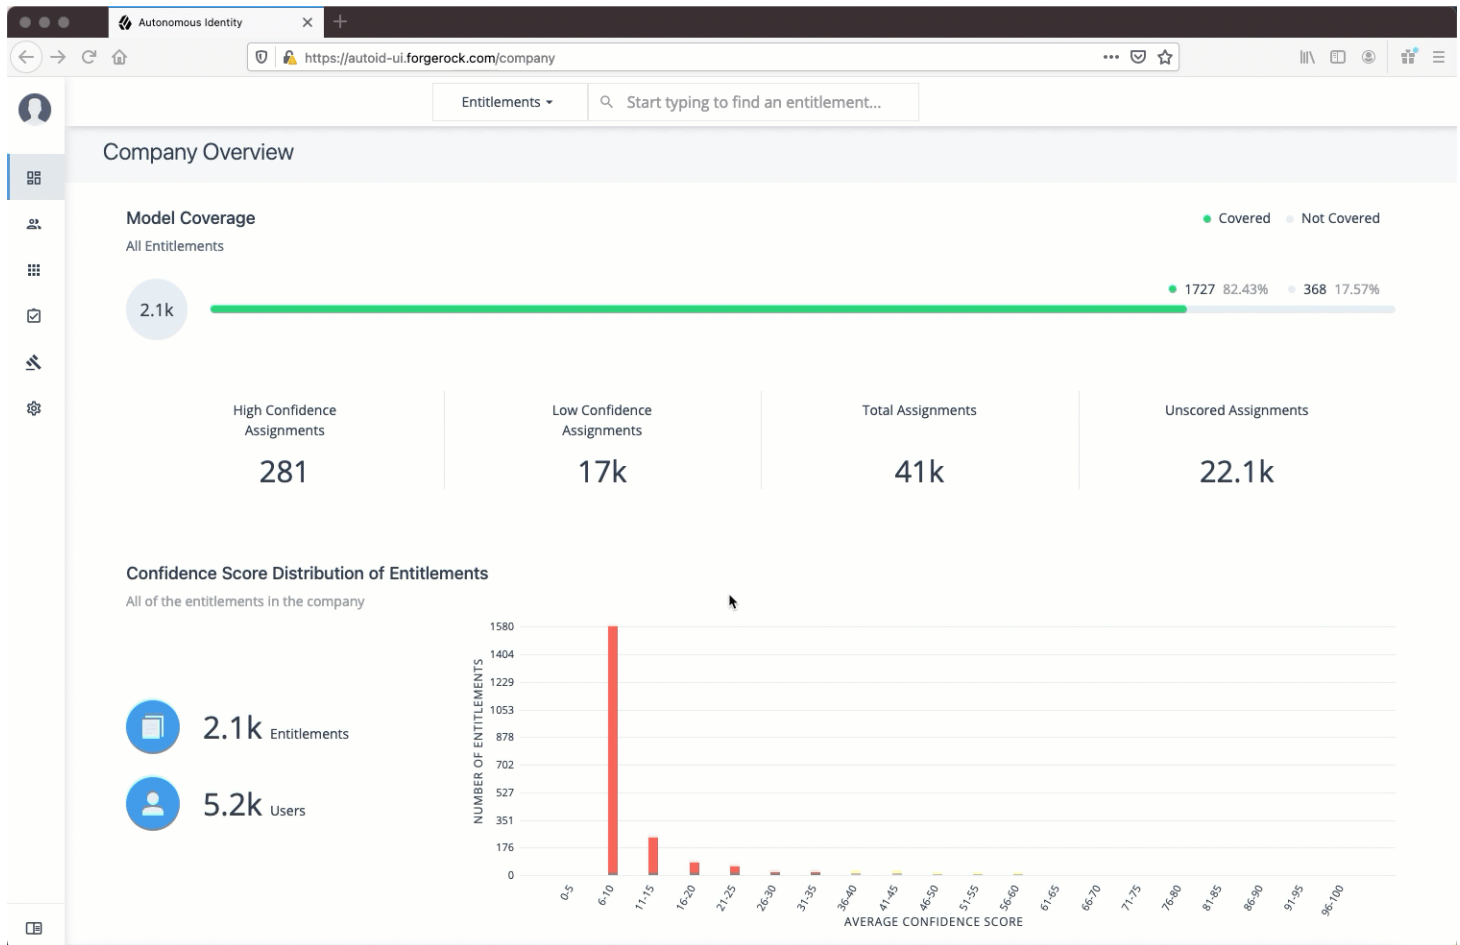 Autonomous Identity
https://autoid-ui.forgerock.com/company
Entitlements
Start typing to find an entitlement...
Company Overview
Model Coverage
Covered
Not Covered
All Entitlements
1727 82.43%
368 17.57%
2.1k
High Confidence
Assignments
281
Low Confidence
Assignments
17k
Total Assignments
41k
Unscored Assignments
22.1k
Confidence Score Distribution of Entitlements
All of the entitlements in the company
2.1k Entitlements
5.2k Users
NUMBER OF ENTITLEMENTS
1580
1404
1229
1053
878
702
527
351
176
0
0-5
6-10
11-15
16-20
21-25
26-30
31-35
36-40
41-45
46-50
51-55
56-60
61-65
66-70
71-75
76-80
81-85
86-90
91-95
96-100
AVERAGE CONFIDENCE SCORE